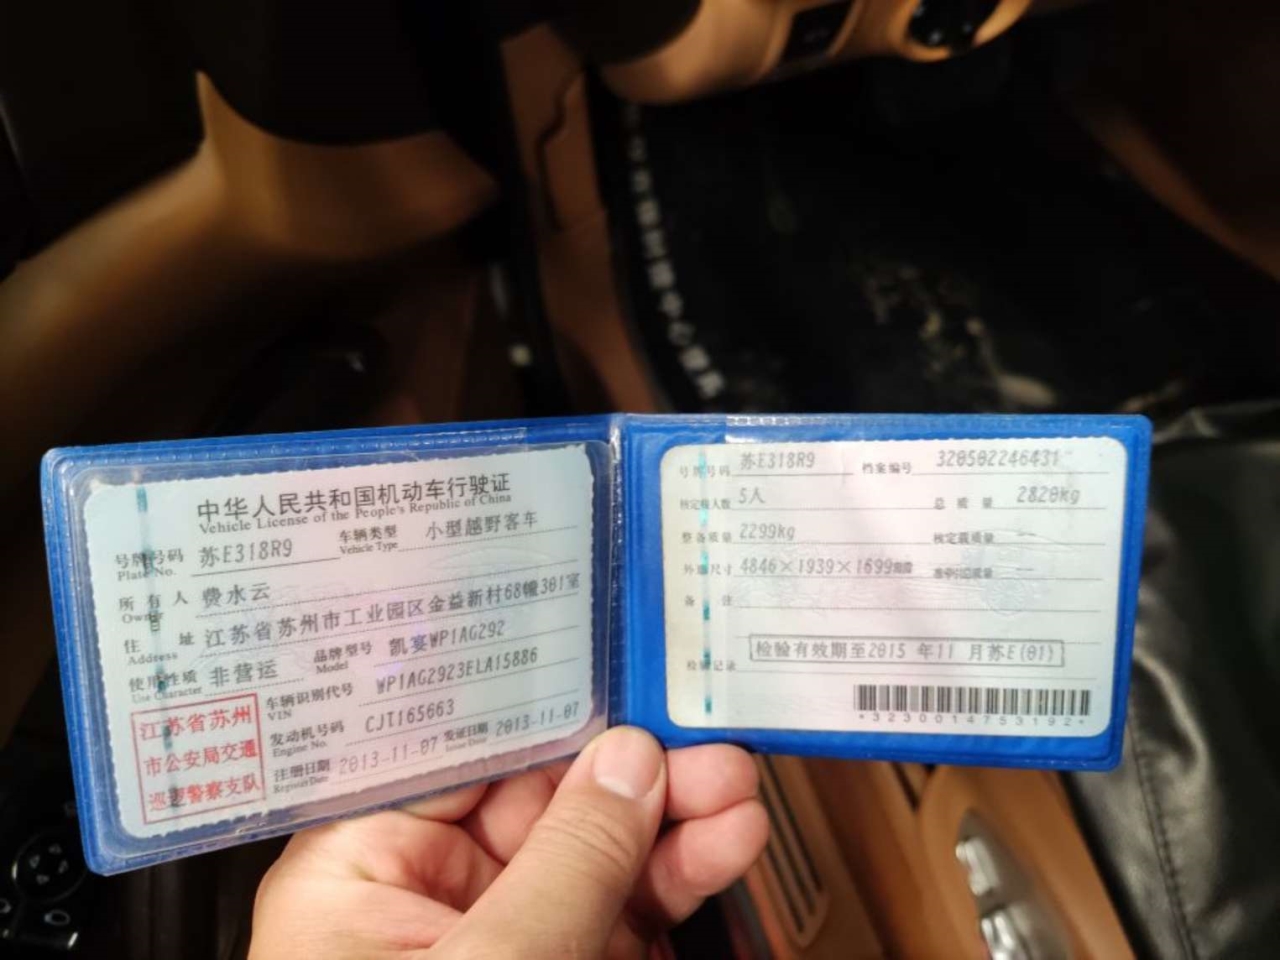 中华人民共和国机动车行驶证
Vehicle License of the People's Republic of China
号牌号码 苏E318R9 车辆类型 小型越野客车
Plate No. Vehicle Type
所有人 费水云
Owner
住址 江苏省苏州市工业园区金益新村68幢301室
Address
使用性质 非营运 品牌型号 凯宴WP1AG292
Use Character Model
车辆识别代号 WP1AG2923ELA15886
VIN
发动机号码 CJT165663
Engine No.
注册日期 2013-11-07 发证日期 2013-11-07
Register Date Issue Date
江苏省苏州
市公安局交通
巡逻警察支队
号牌号码 苏E318R9 档案编号 320502246431
核定载人数 5人 总质量 2820kg
整备质量 2299kg 核定载质量 --
外廓尺寸 4846×1939×1699mm 准牵引总质量 --
备注
检验记录 检验有效期至2015年11月苏E(01)
*3230014753192*